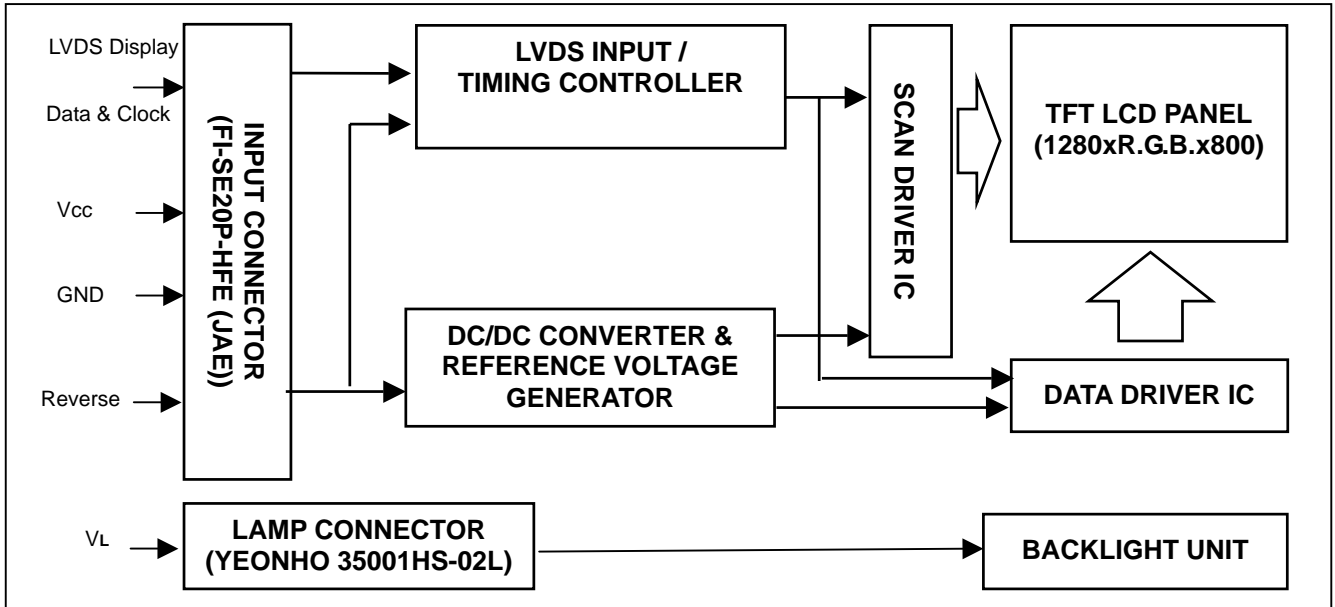 LVDS Display
Data & Clock
Vcc
GND
Reverse
INPUT CONNECTOR
(FI-SE20P-HFE (JAE))
LVDS INPUT /
TIMING CONTROLLER
DC/DC CONVERTER &
REFERENCE VOLTAGE
GENERATOR
SCAN DRIVER IC
TFT LCD PANEL
(1280xR.G.B.x800)
DATA DRIVER IC
VL
LAMP CONNECTOR
(YEONHO 35001HS-02L)
BACKLIGHT UNIT